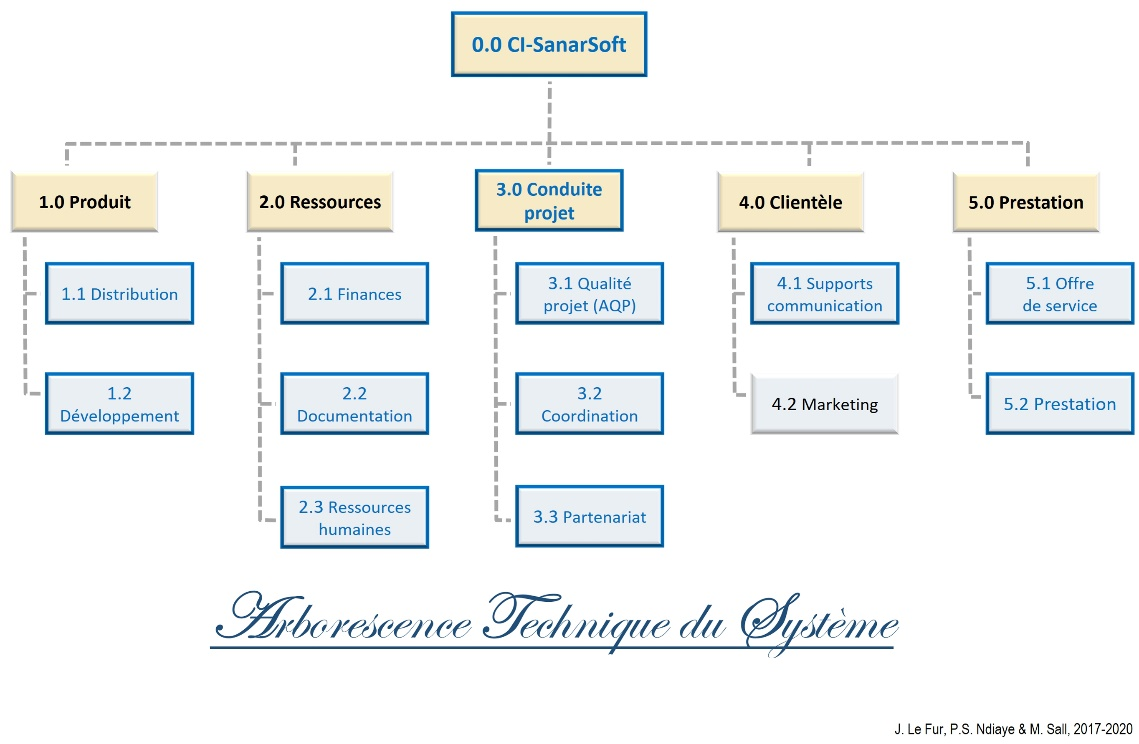 0.0 CI-SanarSoft
1.0 Produit
2.0 Ressources
3.0 Conduite
projet
4.0 Clientèle
5.0 Prestation
1.1 Distribution
2.1 Finances
3.1 Qualité
projet (AQP)
4.1 Supports
communication
5.1 Offre
de service
1.2
Développement
2.2
Documentation
3.2
Coordination
4.2 Marketing
5.2 Prestation
2.3 Ressources
humaines
3.3 Partenariat
Arborescence Technique du Système
J. Le Fur, P.S. Ndiaye & M. Sall, 2017-2020